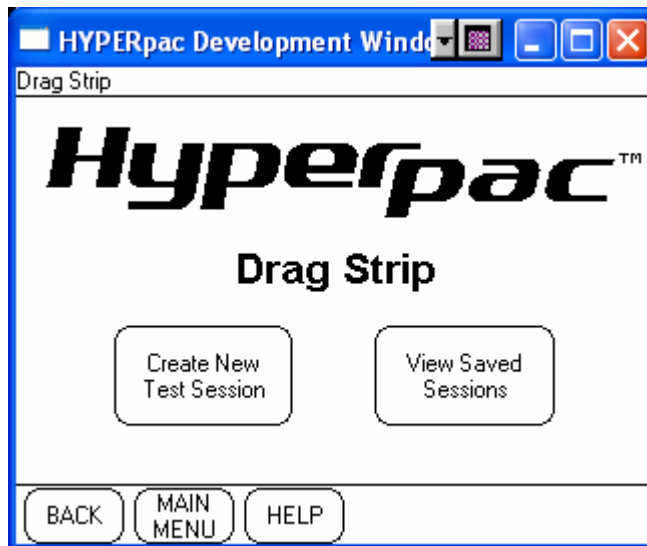 HYPERpac Development Windo
Drag Strip
Hyperpac™
Drag Strip
Create New
Test Session
View Saved
Sessions
BACK
MAIN
MENU
HELP